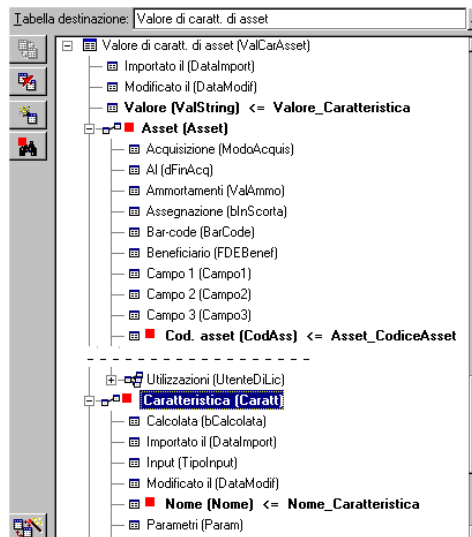 Tabella destinazione: Valore di caratt. di asset
Valore di caratt. di asset (ValCarAsset)
Importato il (DataImport)
Modificato il (DataModif)
Valore (ValString) <= Valore_Caratteristica
Asset (Asset)
Acquisizione (ModoAcquis)
Al (dFinAcq)
Ammortamenti (ValAmmo)
Assegnazione (bInScorta)
Bar-code (BarCode)
Beneficiario (FDEBenef)
Campo 1 (Campo1)
Campo 2 (Campo2)
Campo 3 (Campo3)
Cod. asset (CodAss) <= Asset_CodiceAsset
Utilizzazioni (UtenteDiLic)
Caratteristica (Caratt)
Calcolata (bCalcolata)
Importato il (DataImport)
Input (TipoInput)
Modificato il (DataModif)
Nome (Nome) <= Nome_Caratteristica
Parametri (Param)